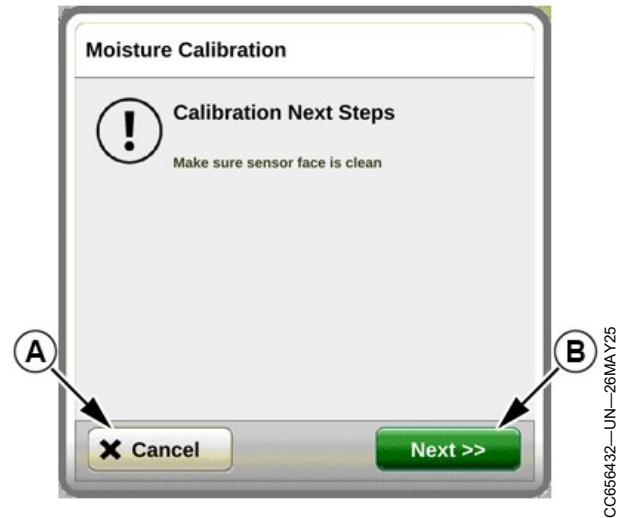 Moisture Calibration
Calibration Next Steps
Make sure sensor face is clean
A
B
Cancel
Next >>
CC656432—UN—26MAY25